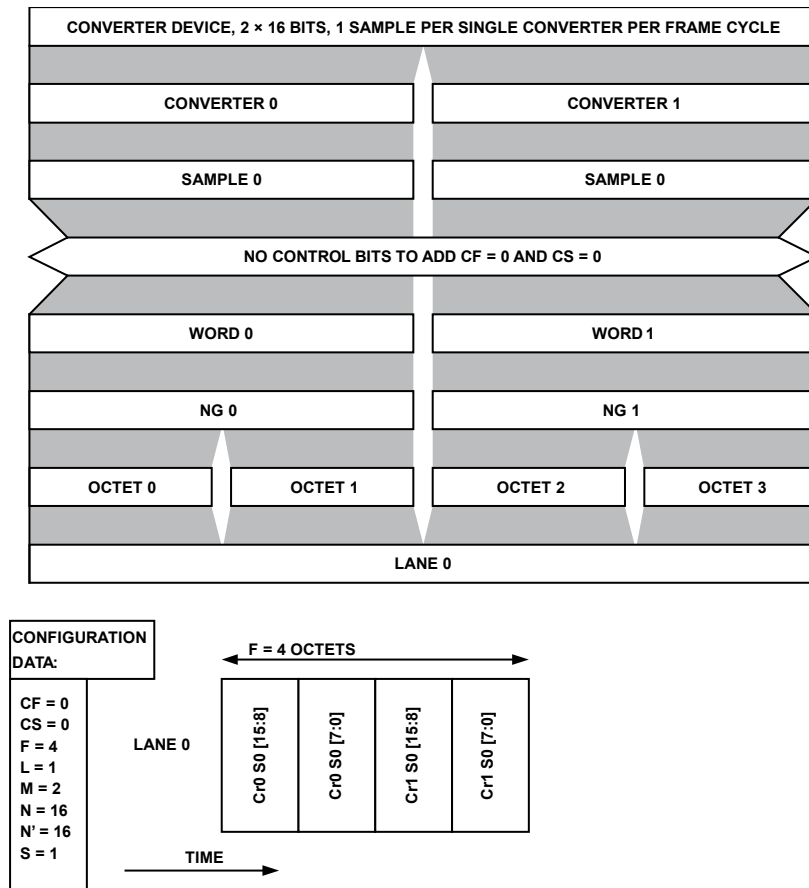 CONVERTER DEVICE, 2 × 16 BITS, 1 SAMPLE PER SINGLE CONVERTER PER FRAME CYCLE
CONVERTER 0
CONVERTER 1
SAMPLE 0
SAMPLE 0
NO CONTROL BITS TO ADD CF = 0 AND CS = 0
WORD 0
WORD 1
NG 0
NG 1
OCTET 0
OCTET 1
OCTET 2
OCTET 3
LANE 0
CONFIGURATION
DATA:
CF = 0
CS = 0
F = 4
L = 1
M = 2
N = 16
N' = 16
S = 1
F = 4 OCTETS
LANE 0
Cr0 S0 [15:8]
Cr0 S0 [7:0]
Cr1 S0 [15:8]
Cr1 S0 [7:0]
TIME